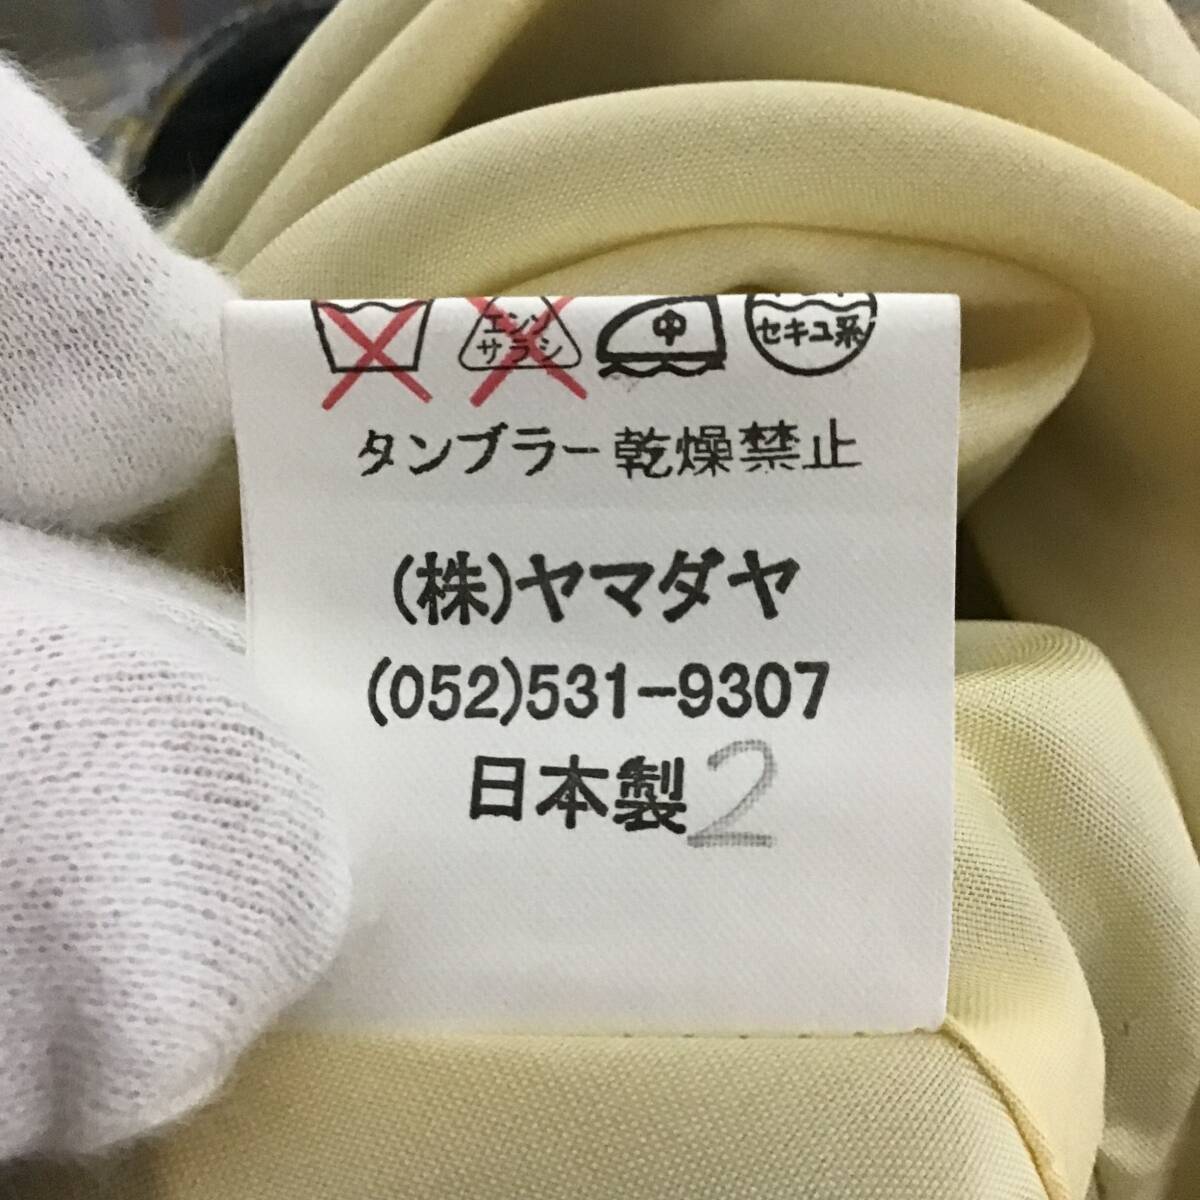 エンソ
サラシ
中
セキユ系
タンブラー乾燥禁止
(株)ヤマダヤ
(052)531-9307
日本製2